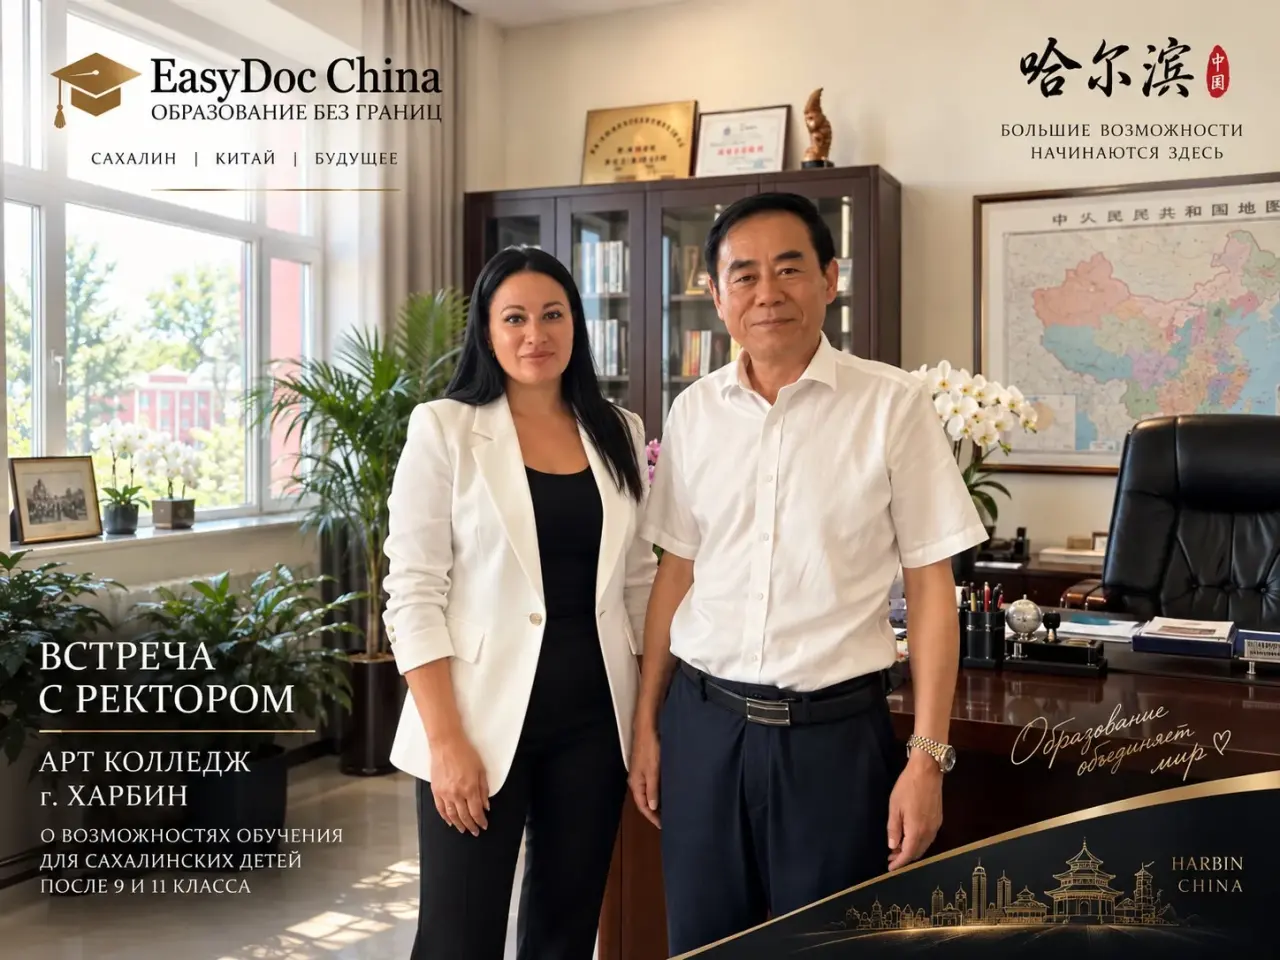 EasyDoc China
ОБРАЗОВАНИЕ БЕЗ ГРАНИЦ
САХАЛИН | КИТАЙ | БУДУЩЕЕ
哈尔滨
中国
БОЛЬШИЕ ВОЗМОЖНОСТИ
НАЧИНАЮТСЯ ЗДЕСЬ
中人民民共和国地图
ВСТРЕЧА
С РЕКТОРОМ
АРТ КОЛЛЕДЖ
г. ХАРБИН
О ВОЗМОЖНОСТЯХ ОБУЧЕНИЯ
ДЛЯ САХАЛИНСКИХ ДЕТЕЙ
ПОСЛЕ 9 И 11 КЛАССА
Образование
объединяет
мир
HARBIN
CHINA